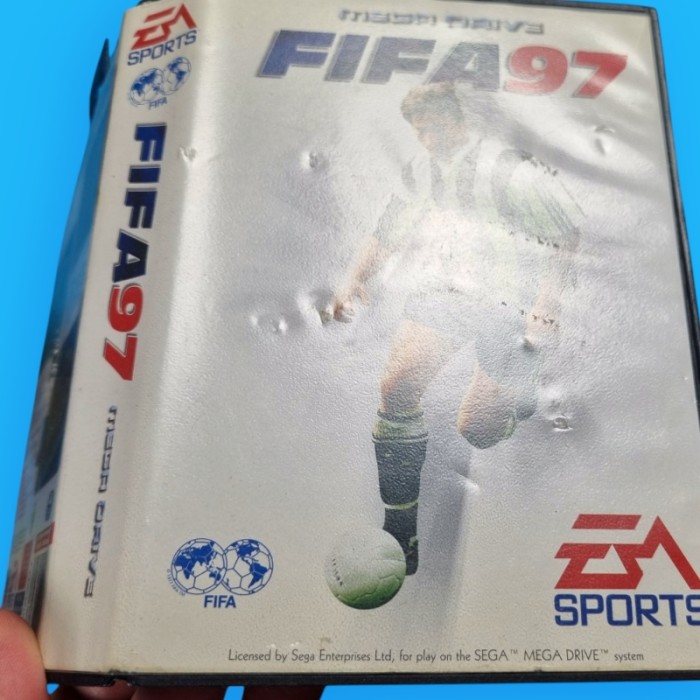 EA
SPORTS
FIFA
FIFA97
MEGA DRIVE
MEGA DRIVE
FIFA97
FIFA
EA
SPORTS
Licensed by Sega Enterprises Ltd, for play on the SEGA™ MEGA DRIVE™ system